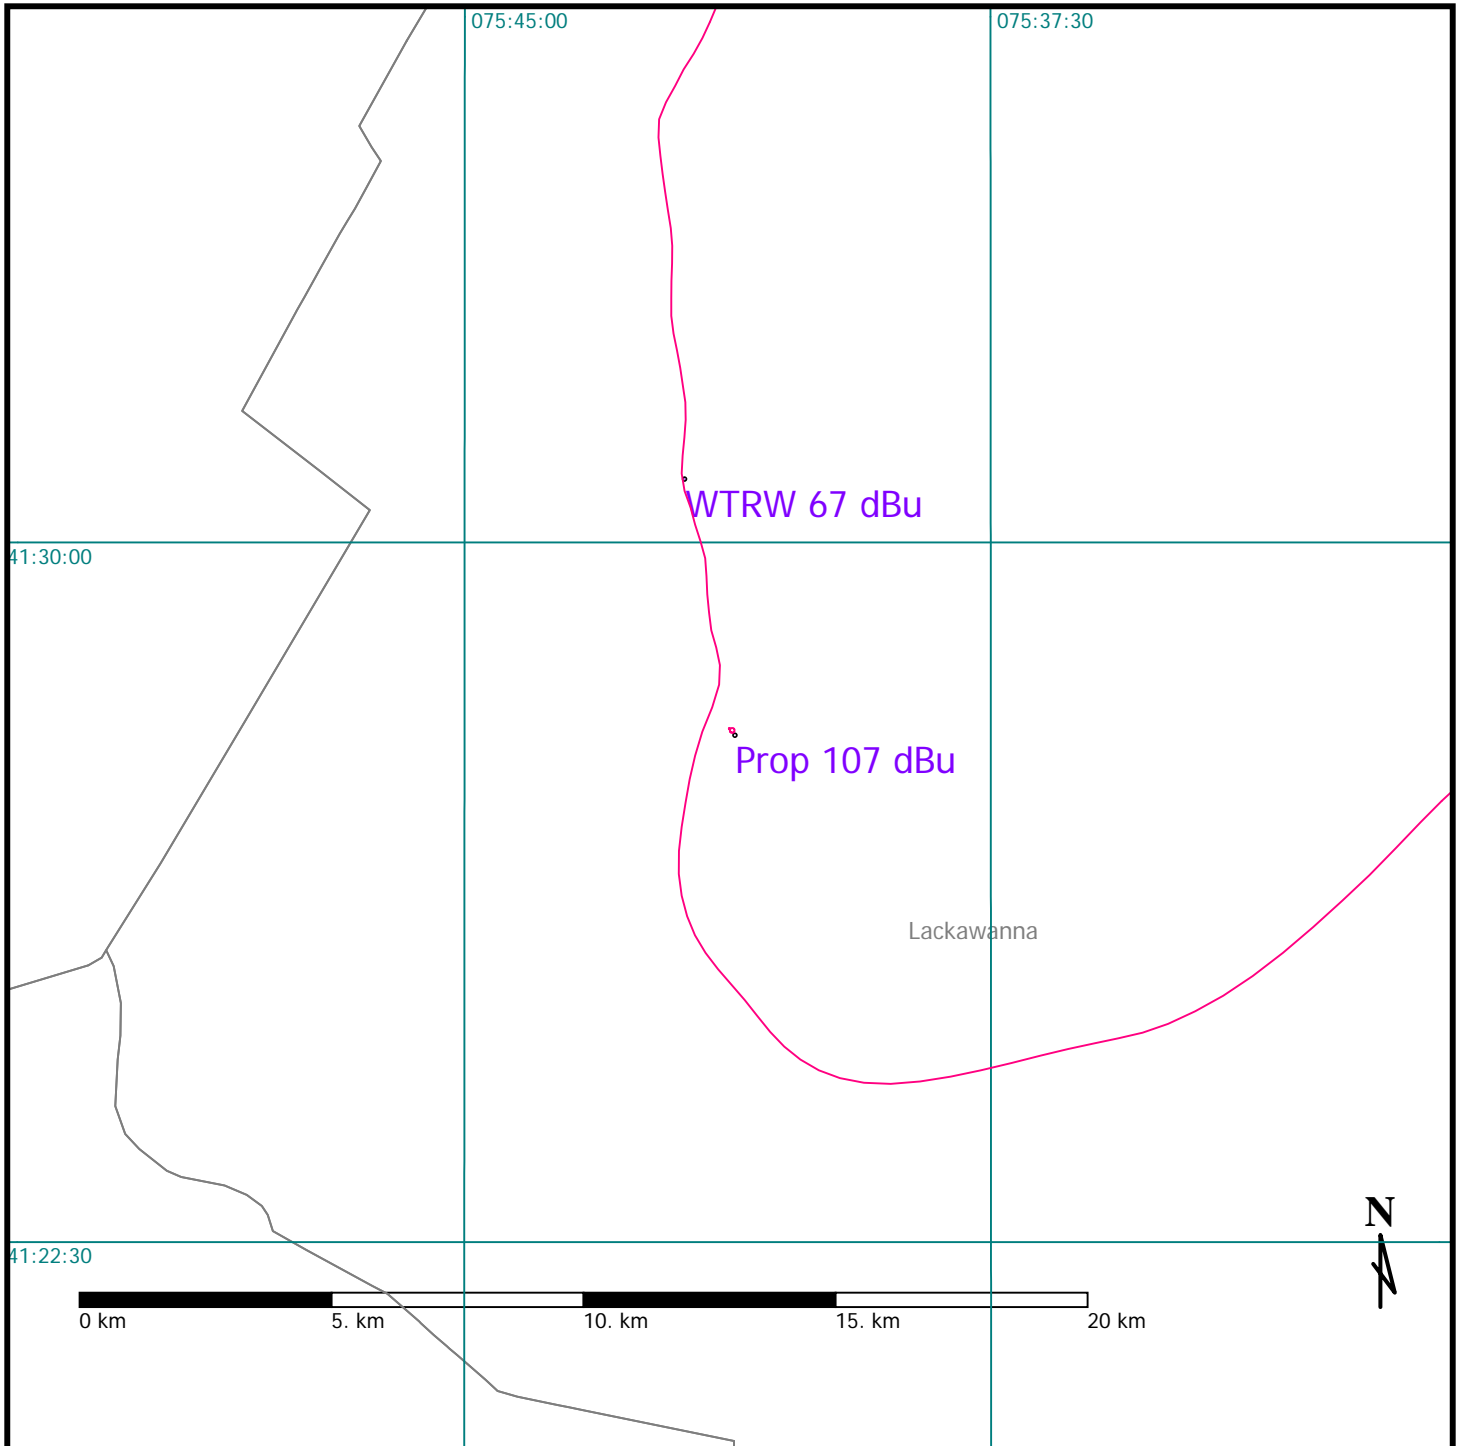 075:45:00
075:37:30
WTRW 67 dBu
41:30:00
Prop 107 dBu
Lackawanna
N
41:22:30
0 km
5. km
10. km
15. km
20 km